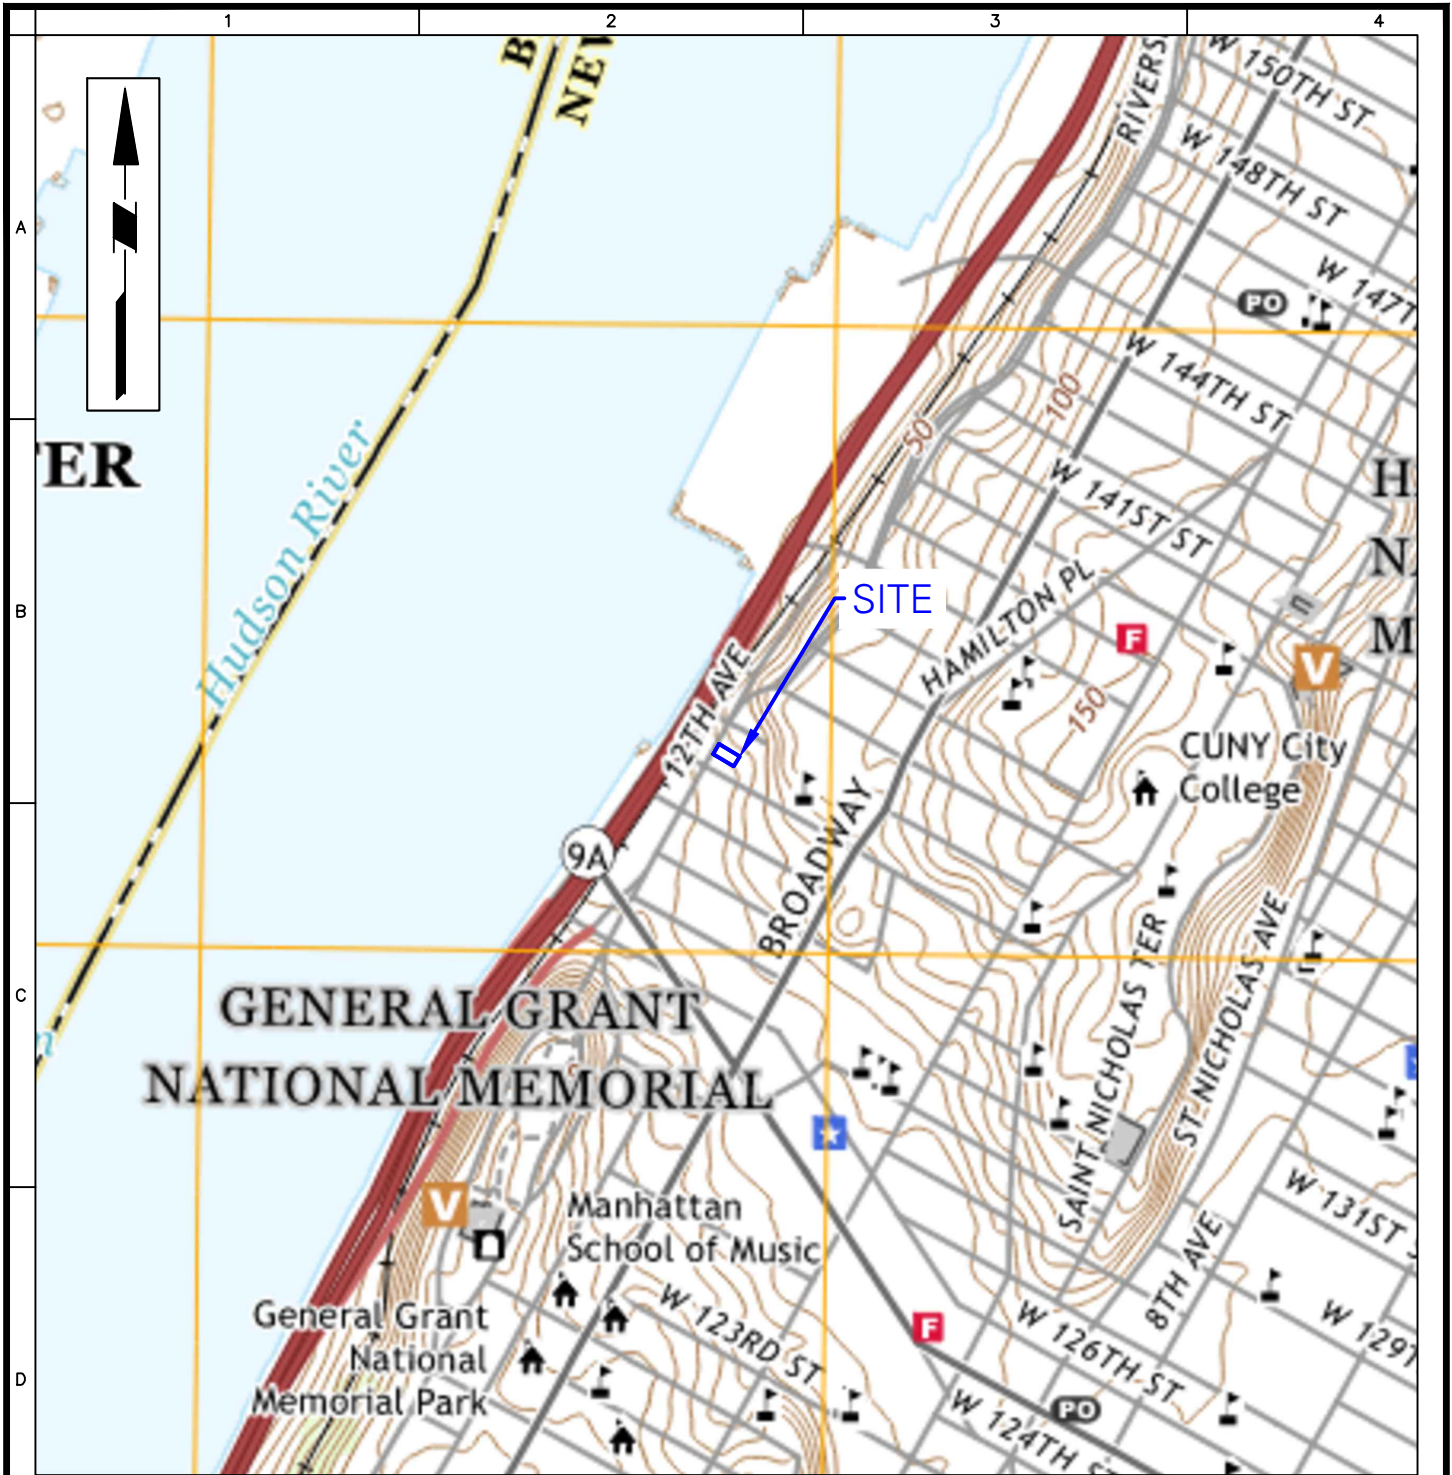 1 2 3 4
A
B
C
D
B
NEW
RIVERS
W 150TH ST
W 148TH ST
W 147T
PO
W 144TH ST
100
50
'ER
Hudson River
W 141ST ST
H
N
M
SITE
HAMILTON PL
F
V
150
12TH AVE
CUNY City
College
BROADWAY
9A
GENERAL GRANT
NATIONAL MEMORIAL
SAINT NICHOLAS TER
ST NICHOLAS AVE
n
V
Manhattan
School of Music
W 131ST S
8TH AVE
General Grant
National
Memorial Park
W 123RD ST
F
W 126TH ST
W 129T
PO
W 124TH ST